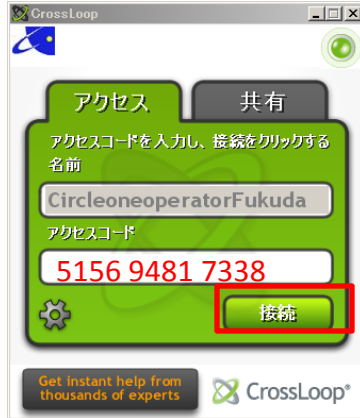 CrossLoop
アクセス
共有
アクセスコードを入力し、接続をクリックする
名前
CircleoneoperatorFukuda
アクセスコード
5156 9481 7338
接続
Get instant help from
thousands of experts
CrossLoop®